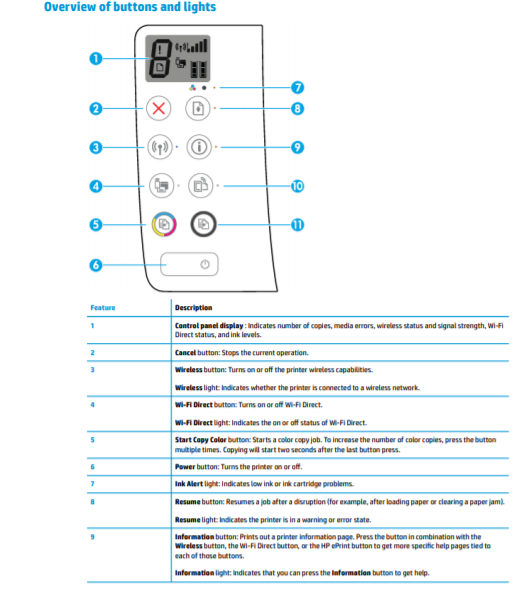 Overview of buttons and lights
1
2
3
4
5
6
7
8
9
10
11
Feature Description
1 Control panel display : Indicates number of copies, media errors, wireless status and signal strength, Wi-Fi
Direct status, and ink levels.
2 Cancel button: Stops the current operation.
3 Wireless button: Turns on or off the printer wireless capabilities.
Wireless light: Indicates whether the printer is connected to a wireless network.
4 Wi-Fi Direct button: Turns on or off Wi-Fi Direct.
Wi-Fi Direct light: Indicates the on or off status of Wi-Fi Direct.
5 Start Copy Color button: Starts a color copy job. To increase the number of color copies, press the button
multiple times. Copying will start two seconds after the last button press.
6 Power button: Turns the printer on or off.
7 Ink Alert light: Indicates low ink or ink cartridge problems.
8 Resume button: Resumes a job after a disruption (for example, after loading paper or clearing a paper jam).
Resume light: Indicates the printer is in a warning or error state.
9 Information button: Prints out a printer information page. Press the button in combination with the
Wireless button, the Wi-Fi Direct button, or the HP ePrint button to get more specific help pages tied to
each of those buttons.
Information light: Indicates that you can press the Information button to get help.